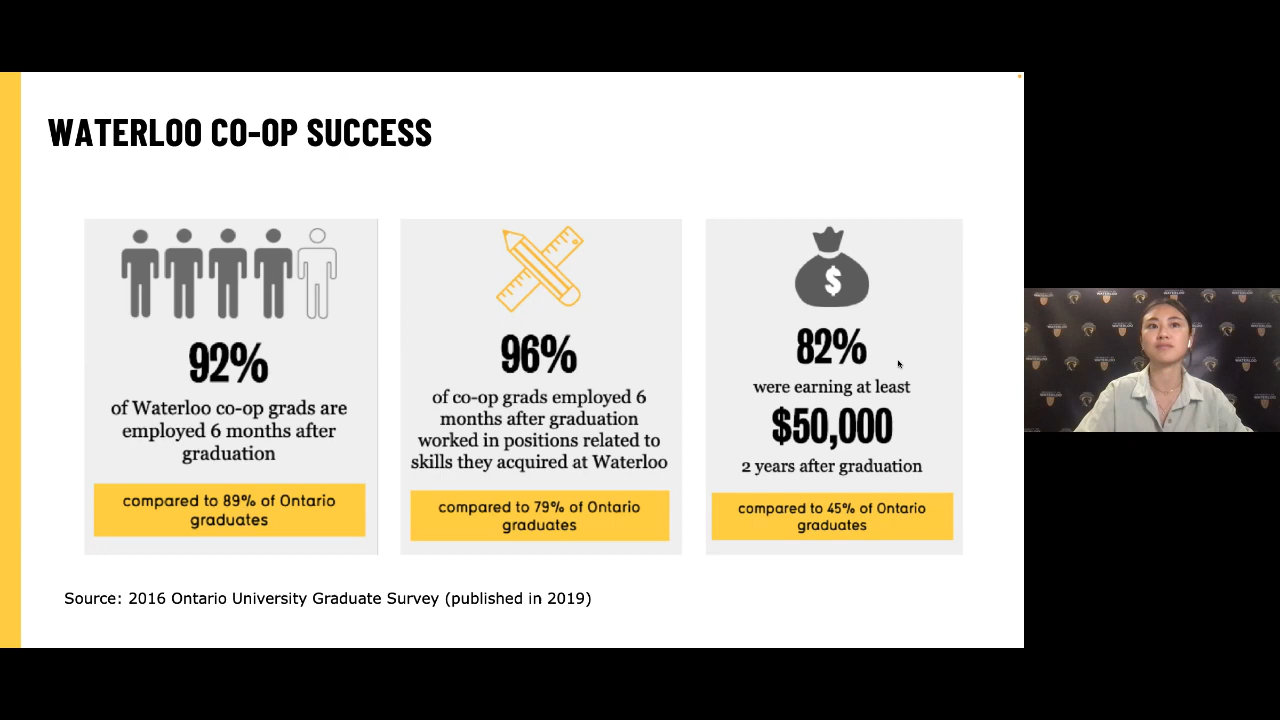 WATERLOO CO-OP SUCCESS
92%
of Waterloo co-op grads are
employed 6 months after
graduation
compared to 89% of Ontario
graduates
96%
of co-op grads employed 6
months after graduation
worked in positions related to
skills they acquired at Waterloo
compared to 79% of Ontario
graduates
$
82%
were earning at least
$50,000
2 years after graduation
compared to 45% of Ontario
graduates
Source: 2016 Ontario University Graduate Survey (published in 2019)
WATERLOO